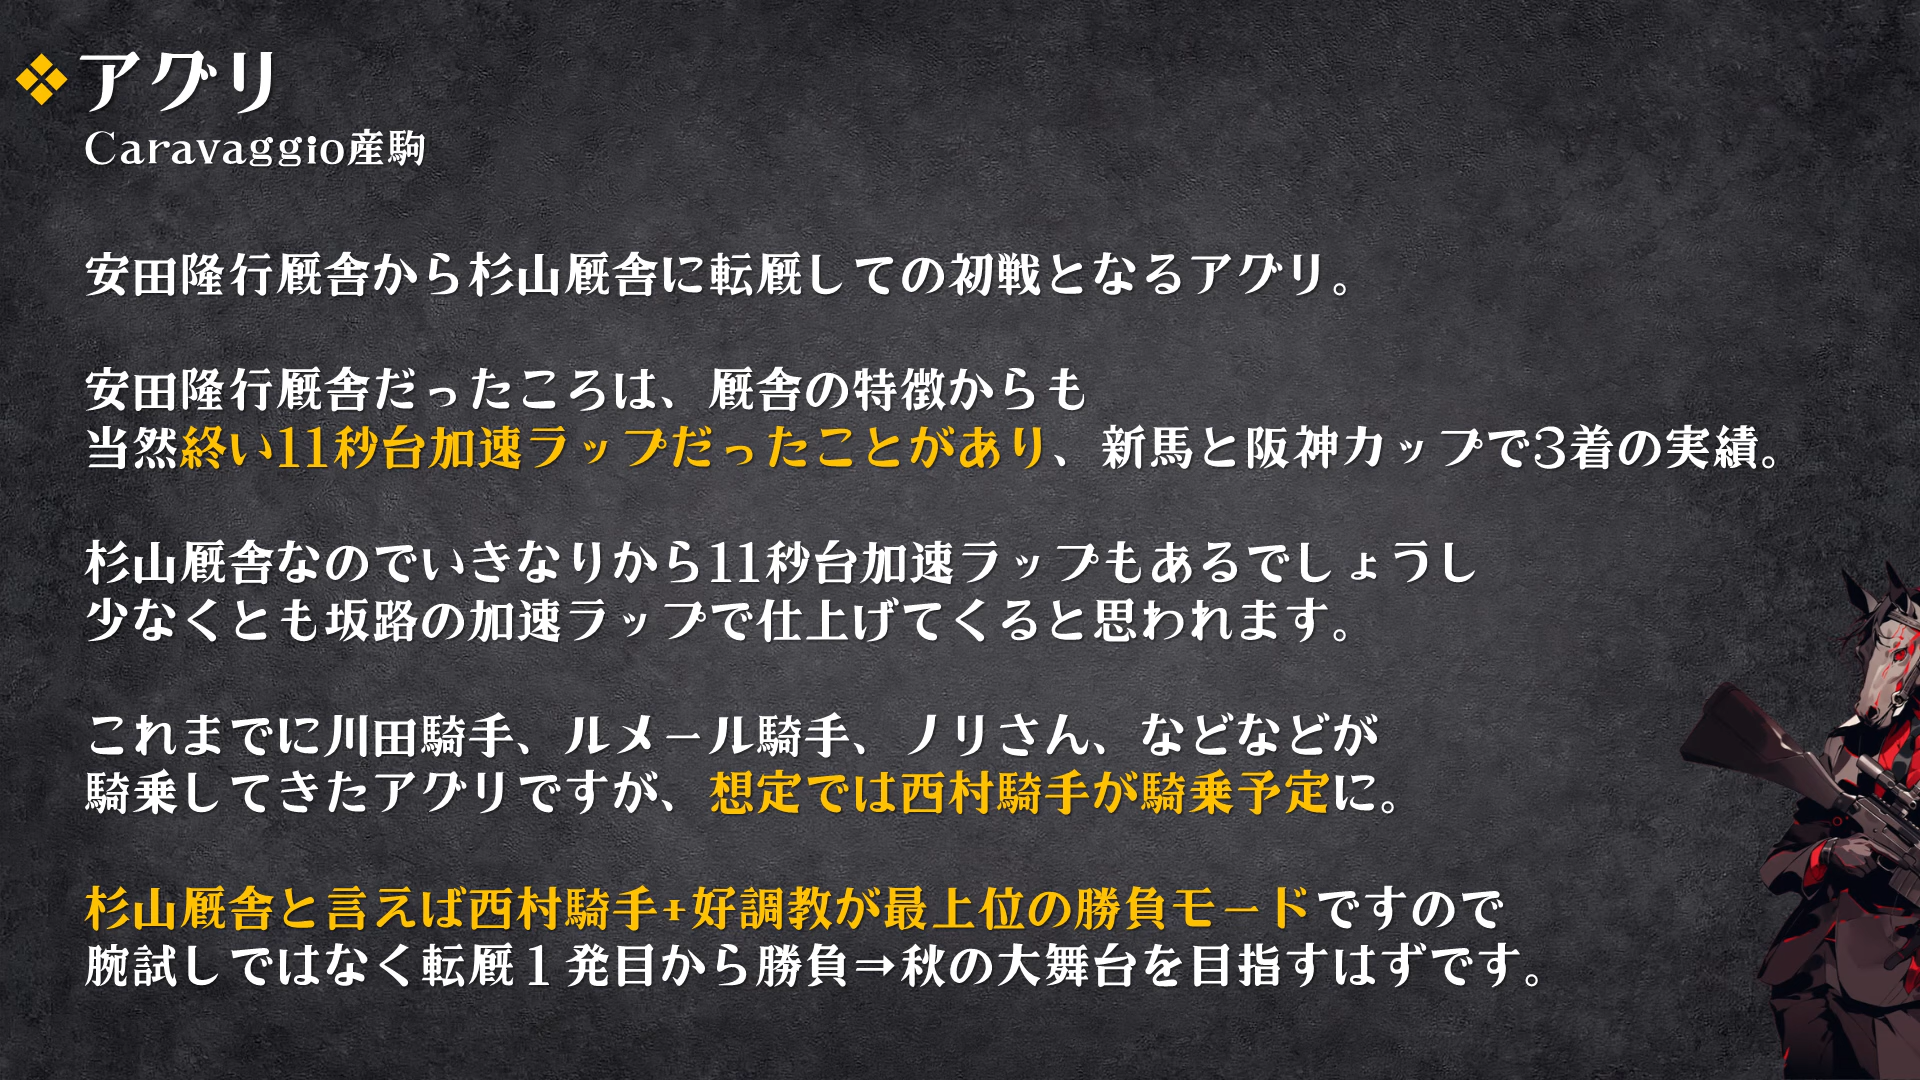 アグリ
Caravaggio産駒
安田隆行厩舎から杉山厩舎に転厩しての初戦となるアグリ。
安田隆行厩舎だったころは、厩舎の特徴からも
当然終い11秒台加速ラップだったことがあり、新馬と阪神カップで3着の実績。
杉山厩舎なのでいきなりから11秒台加速ラップもあるでしょうし
少なくとも坂路の加速ラップで仕上げてくると思われます。
これまでに川田騎手、ルメール騎手、ノリさん、などなどが
騎乗してきたアグリですが、想定では西村騎手が騎乗予定に。
杉山厩舎と言えば西村騎手+好調教が最上位の勝負モードですので
腕試しではなく転厩１発目から勝負⇒秋の大舞台を目指すはずです。